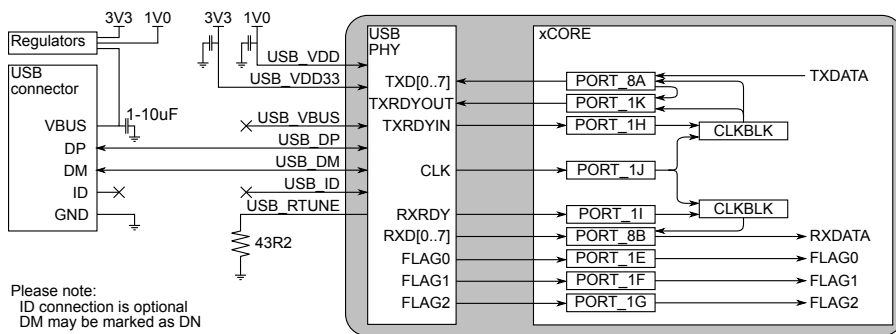 3V3 1V0
Regulators
USB
connector
1-10uF
VBUS
DP
DM
ID
GND
Please note:
ID connection is optional
DM may be marked as DN
3V3 1V0
USB_VDD
USB_VDD33
USB_VBUS
USB_DP
USB_DM
USB_ID
USB_RTUNE
43R2
USB
PHY
TXD[0..7]
TXRDYOUT
TXRDYIN
CLK
RXRDY
RXD[0..7]
FLAG0
FLAG1
FLAG2
xCORE
PORT_8A
PORT_1K
PORT_1H
PORT_1J
PORT_1I
PORT_8B
PORT_1E
PORT_1F
PORT_1G
CLKBLK
CLKBLK
TXDATA
RXDATA
FLAG0
FLAG1
FLAG2